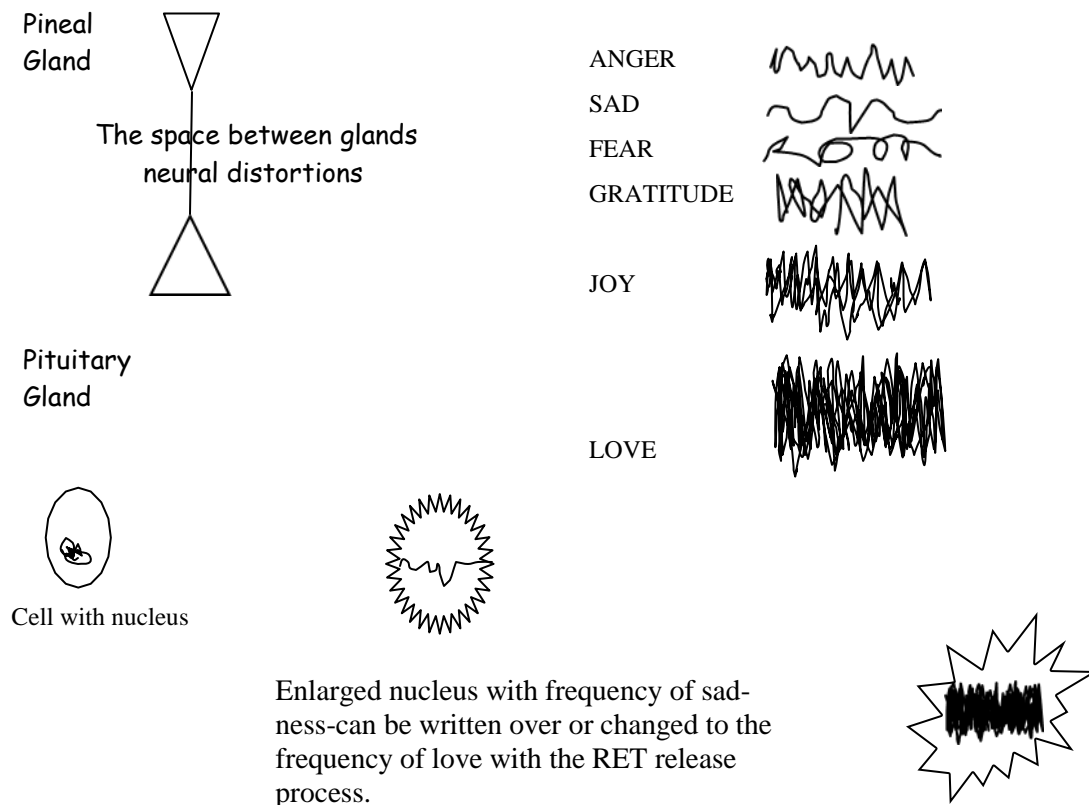 Pineal
Gland
The space between glands
neural distortions
Pituitary
Gland
ANGER
SAD
FEAR
GRATITUDE
JOY
LOVE
Cell with nucleus
Enlarged nucleus with frequency of sad-
ness-can be written over or changed to the
frequency of love with the RET release
process.